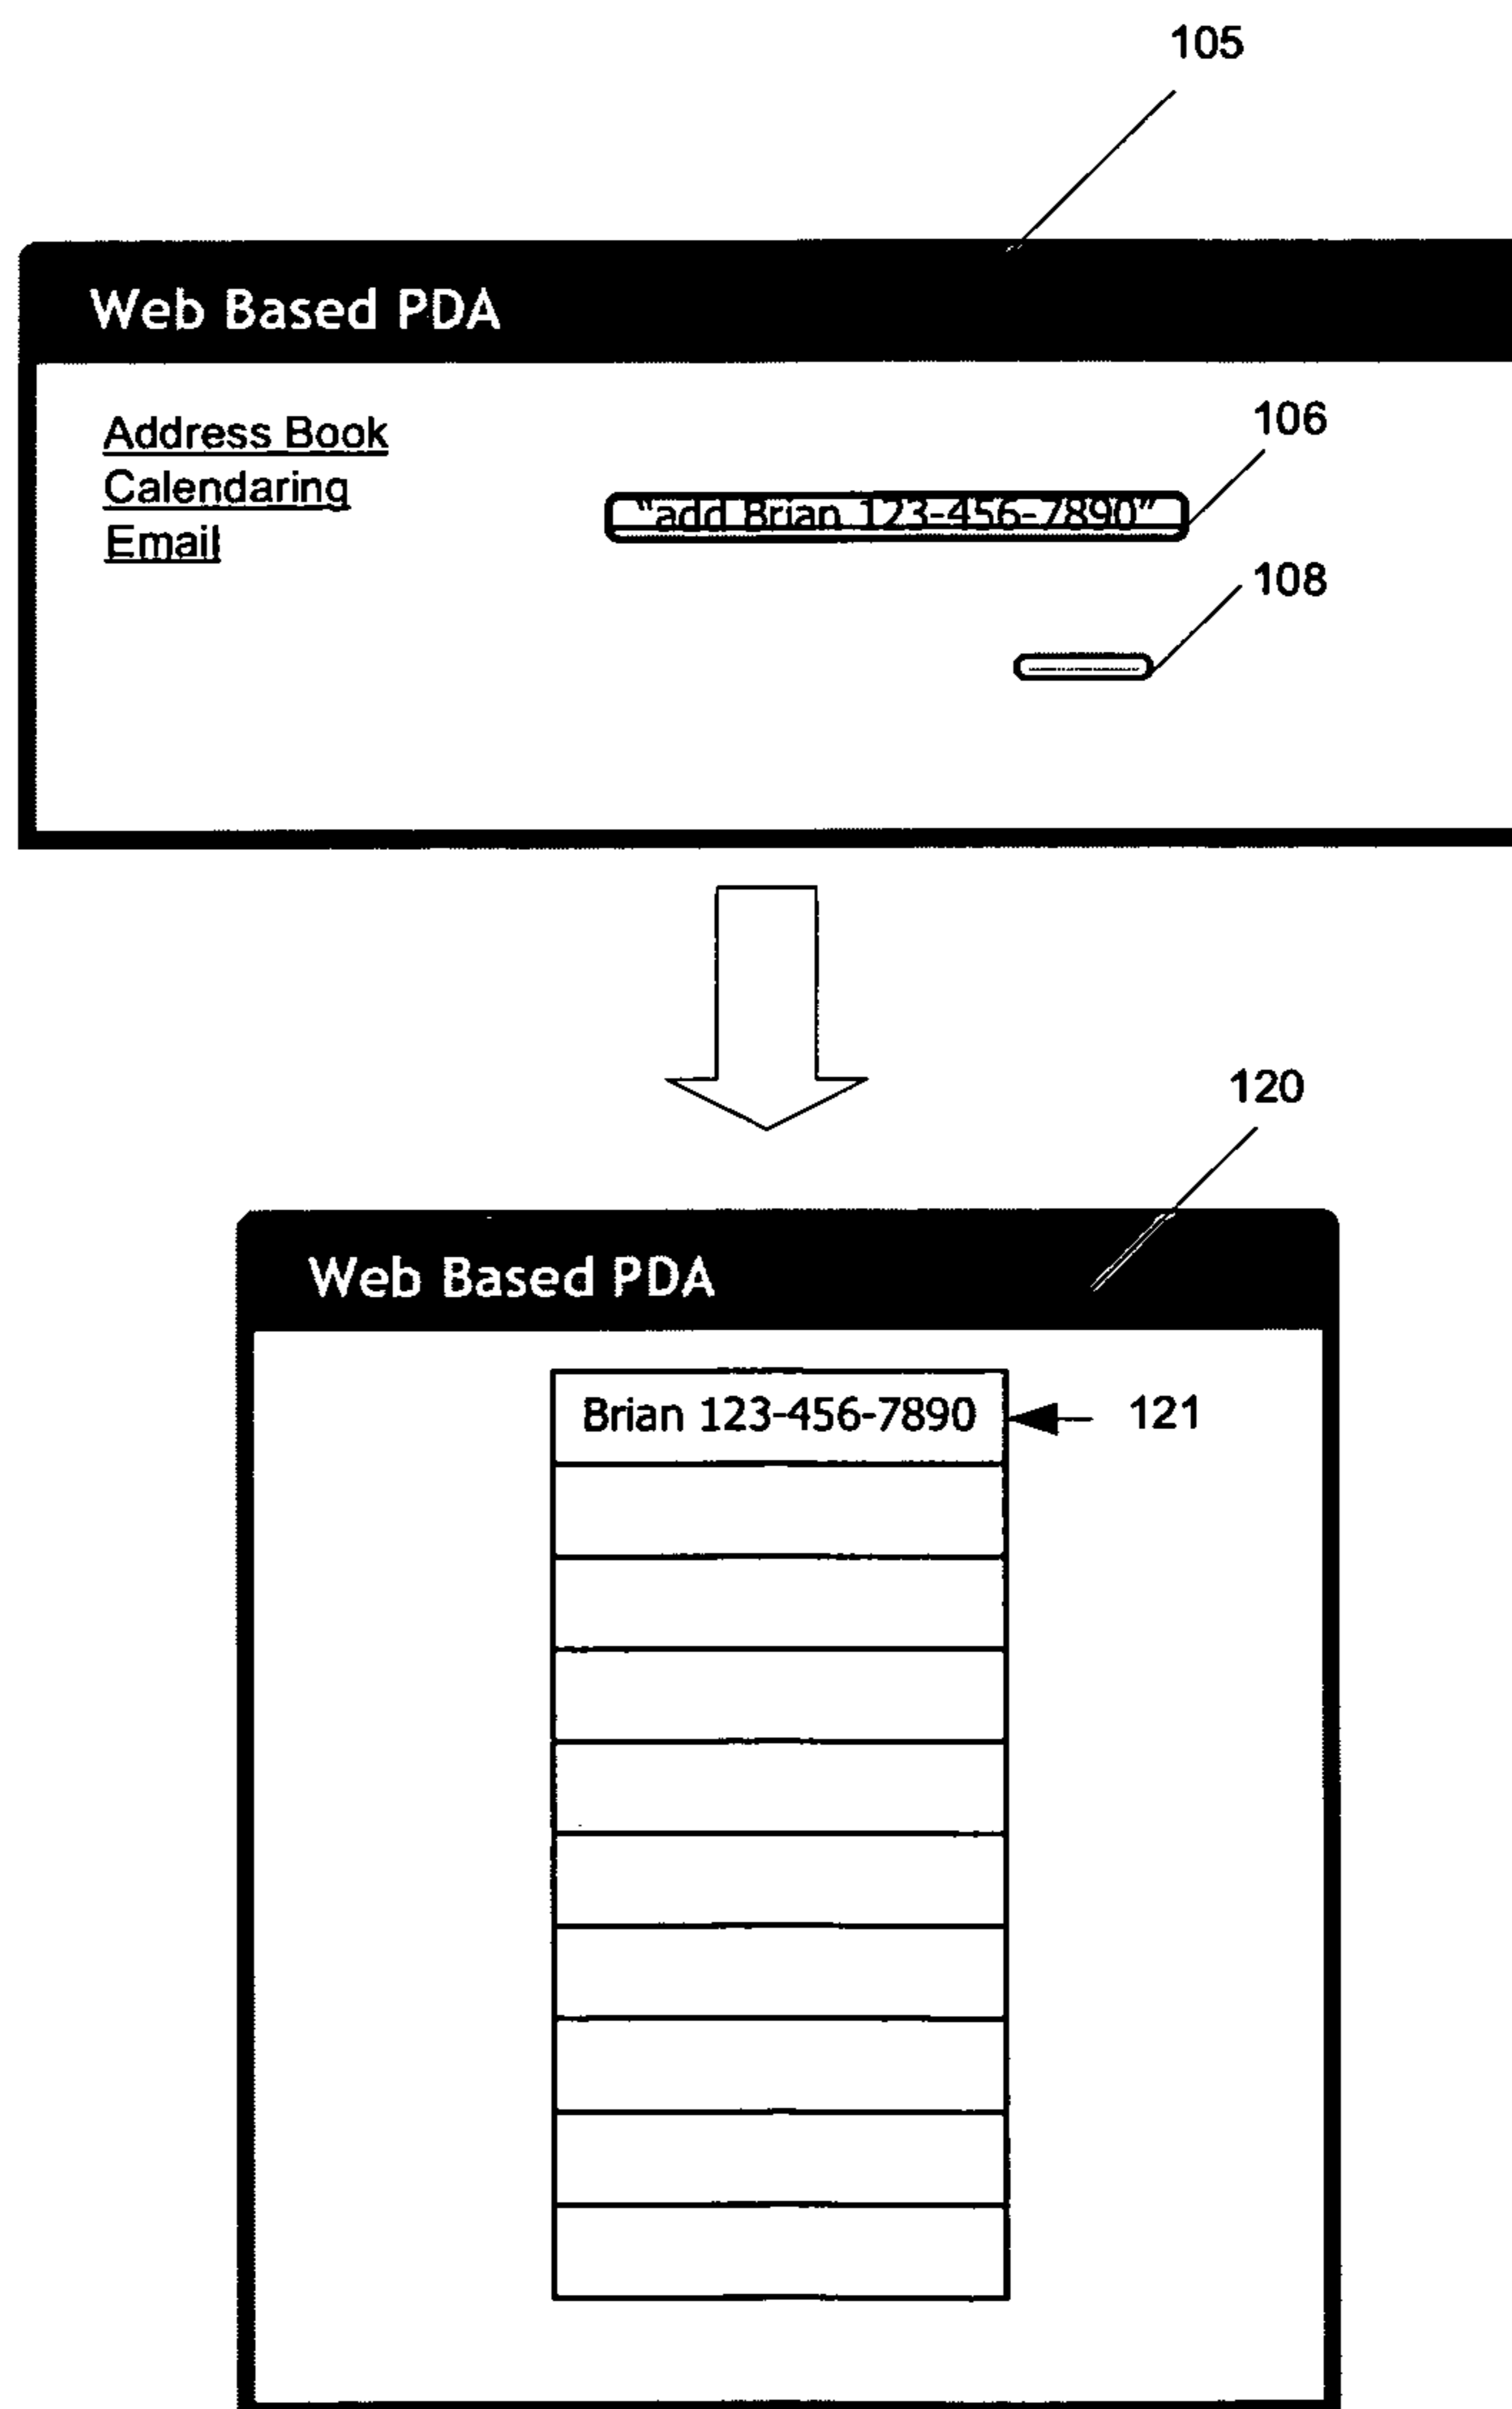 105
Web Based PDA
Address Book
106
Calendaring
"add Brian 123-456-7890"
Email
108
120
Web Based PDA
Brian 123-456-7890
121